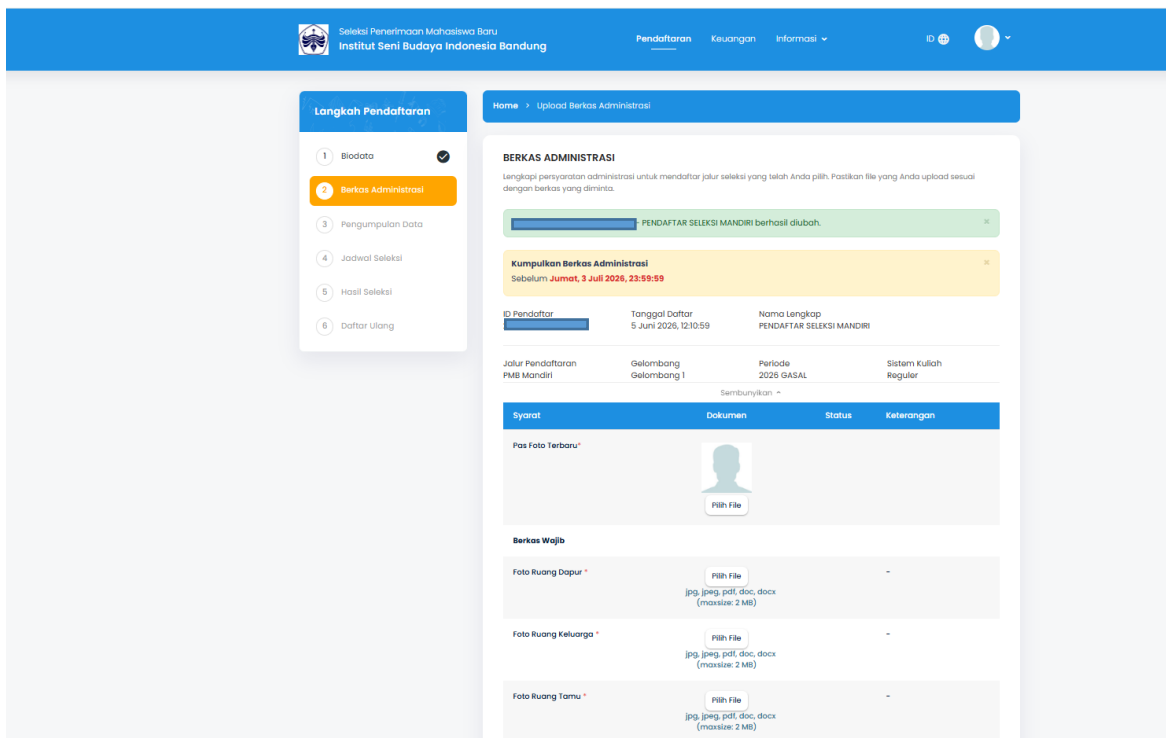 Seleksi Penerimaan Mahasiswa Baru
Institut Seni Budaya Indonesia Bandung
Pendaftaran Keuangan Informasi ID
Langkah Pendaftaran
1 Biodata
2 Berkas Administrasi
3 Pengumpulan Data
4 Jadwal Seleksi
5 Hasil Seleksi
6 Daftar Ulang
Home > Upload Berkas Administrasi
BERKAS ADMINISTRASI
Lengkapi persyaratan administrasi untuk mendaftar jalur seleksi yang telah Anda pilih. Pastikan file yang Anda upload sesuai
dengan berkas yang diminta.
- PENDAFTAR SELEKSI MANDIRI berhasil diubah. ×
Kumpulkan Berkas Administrasi ×
Sebelum Jumat, 3 Juli 2026, 23:59:59
ID Pendaftar Tanggal Daftar Nama Lengkap
5 Juni 2026, 12:10:59 PENDAFTAR SELEKSI MANDIRI
Jalur Pendaftaran Gelombang Periode Sistem Kuliah
PMB Mandiri Gelombang 1 2026 GASAL Reguler
Sembunyikan
Syarat Dokumen Status Keterangan
Pas Foto Terbaru*
Pilih File
Berkas Wajib
Foto Ruang Dapur * Pilih File -
jpg, jpeg, pdf, doc, docx
(maxsize: 2 MB)
Foto Ruang Keluarga * Pilih File -
jpg, jpeg, pdf, doc, docx
(maxsize: 2 MB)
Foto Ruang Tamu * Pilih File -
jpg, jpeg, pdf, doc, docx
(maxsize: 2 MB)